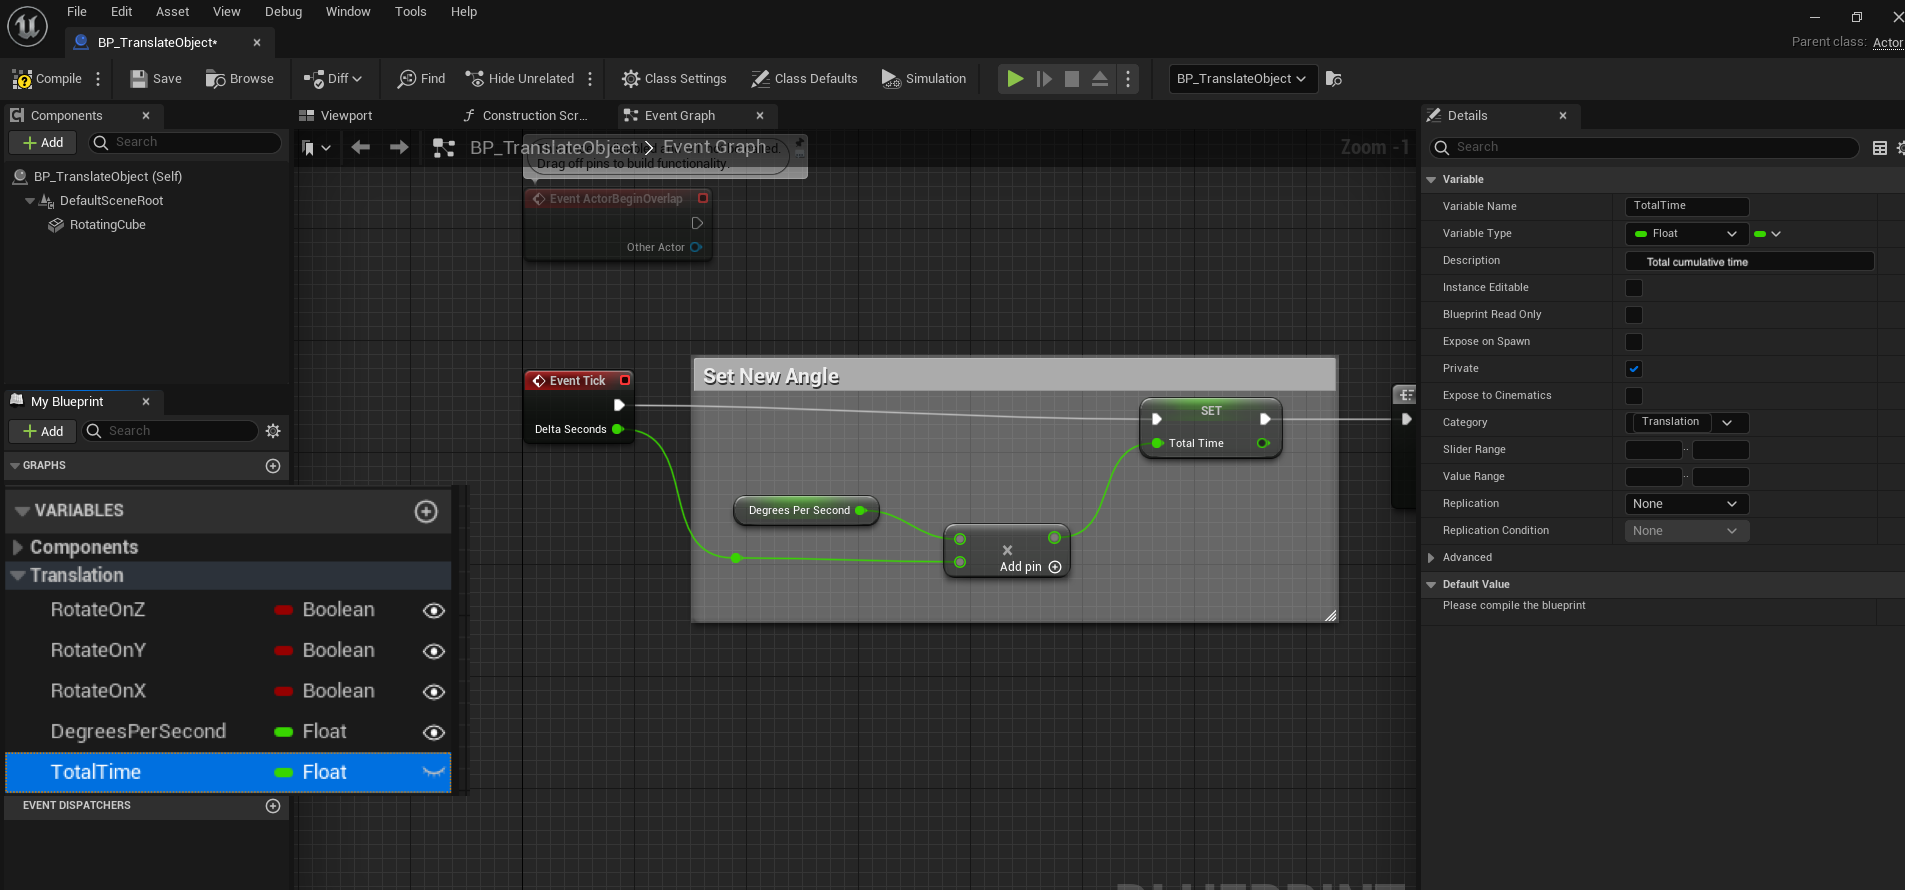 File Edit Asset View Debug Window Tools Help
BP_TranslateObject*
Parent class: Actor
Compile Save Browse Diff Find Hide Unrelated Class Settings Class Defaults Simulation BP_TranslateObject
Components
Add Search
BP_TranslateObject (Self)
DefaultSceneRoot
RotatingCube
My Blueprint
Add Search
GRAPHS
VARIABLES
Components
Translation
RotateOnZ Boolean
RotateOnY Boolean
RotateOnX Boolean
DegreesPerSecond Float
TotalTime Float
EVENT DISPATCHERS
Viewport Construction Scr... Event Graph
BP_TranslateObject > Event Graph
Zoom -1
Drag off pins to build functionality.
Event ActorBeginOverlap
Other Actor
Event Tick
Delta Seconds
Set New Angle
SET
Total Time
Degrees Per Second
Add pin
Details
Search
Variable
Variable Name TotalTime
Variable Type Float
Description Total cumulative time
Instance Editable
Blueprint Read Only
Expose on Spawn
Private
Expose to Cinematics
Category Translation
Slider Range
Value Range
Replication None
Replication Condition None
Advanced
Default Value
Please compile the blueprint